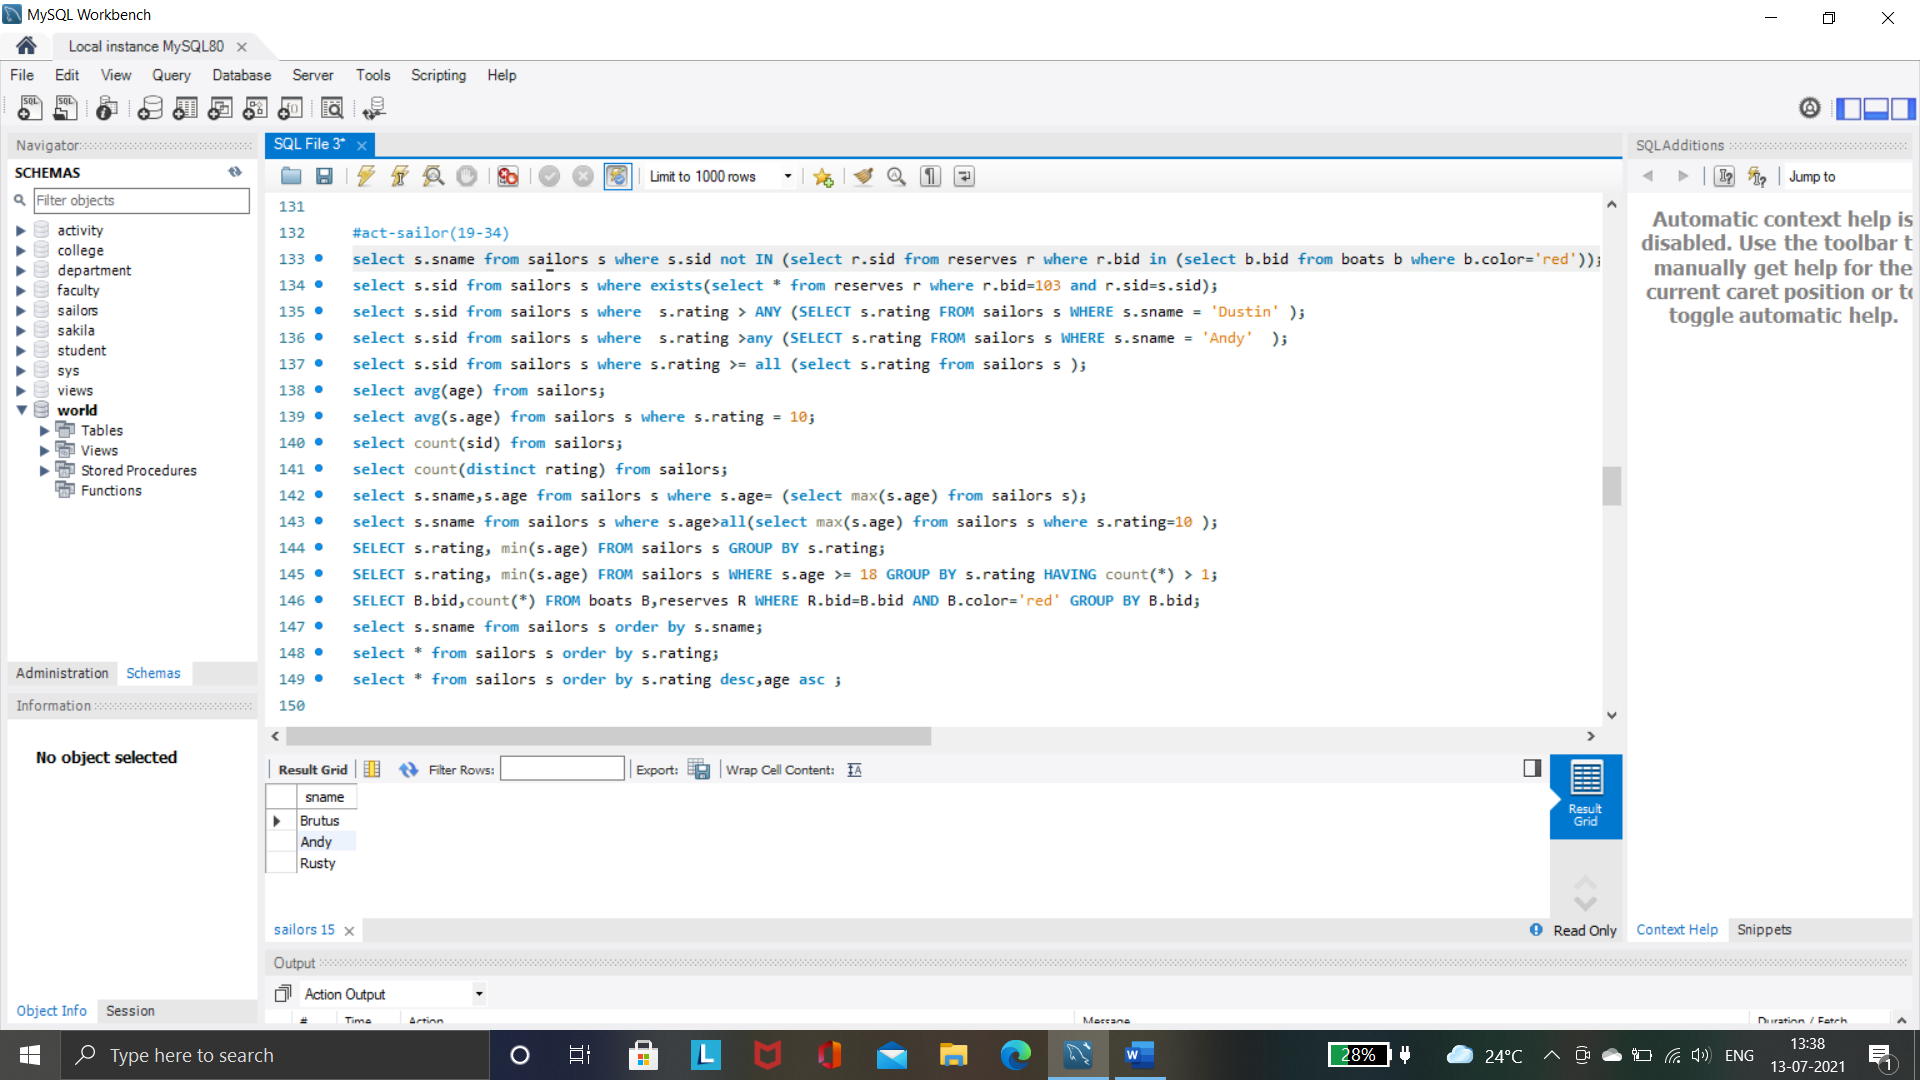 MySQL Workbench
Local instance MySQL80
File Edit View Query Database Server Tools Scripting Help
Navigator
SCHEMAS
Filter objects
activity
college
department
faculty
sailors
sakila
student
sys
views
world
Tables
Views
Stored Procedures
Functions
Administration Schemas
Information
No object selected
Object Info Session
SQL File 3*
Limit to 1000 rows
131
132 #act-sailor(19-34)
133 select s.sname from sailors s where s.sid not IN (select r.sid from reserves r where r.bid in (select b.bid from boats b where b.color='red'));
134 select s.sid from sailors s where exists(select * from reserves r where r.bid=103 and r.sid=s.sid);
135 select s.sid from sailors s where  s.rating > ANY (SELECT s.rating FROM sailors s WHERE s.sname = 'Dustin' );
136 select s.sid from sailors s where  s.rating >any (SELECT s.rating FROM sailors s WHERE s.sname = 'Andy'  );
137 select s.sid from sailors s where s.rating >= all (select s.rating from sailors s );
138 select avg(age) from sailors;
139 select avg(s.age) from sailors s where s.rating = 10;
140 select count(sid) from sailors;
141 select count(distinct rating) from sailors;
142 select s.sname,s.age from sailors s where s.age= (select max(s.age) from sailors s);
143 select s.sname from sailors s where s.age>all(select max(s.age) from sailors s where s.rating=10 );
144 SELECT s.rating, min(s.age) FROM sailors s GROUP BY s.rating;
145 SELECT s.rating, min(s.age) FROM sailors s WHERE s.age >= 18 GROUP BY s.rating HAVING count(*) > 1;
146 SELECT B.bid,count(*) FROM boats B,reserves R WHERE R.bid=B.bid AND B.color='red' GROUP BY B.bid;
147 select s.sname from sailors s order by s.sname;
148 select * from sailors s order by s.rating;
149 select * from sailors s order by s.rating desc,age asc ;
150
Result Grid Filter Rows: Export: Wrap Cell Content:
sname
Brutus
Andy
Rusty
Result
Grid
sailors 15
Read Only
Output
Action Output
# Time Action Message Duration / Fetch
SQLAdditions
Jump to
Automatic context help is
disabled. Use the toolbar t
manually get help for the
current caret position or to
toggle automatic help.
Context Help Snippets
Type here to search
28%
24°C
ENG
13:38
13-07-2021
1